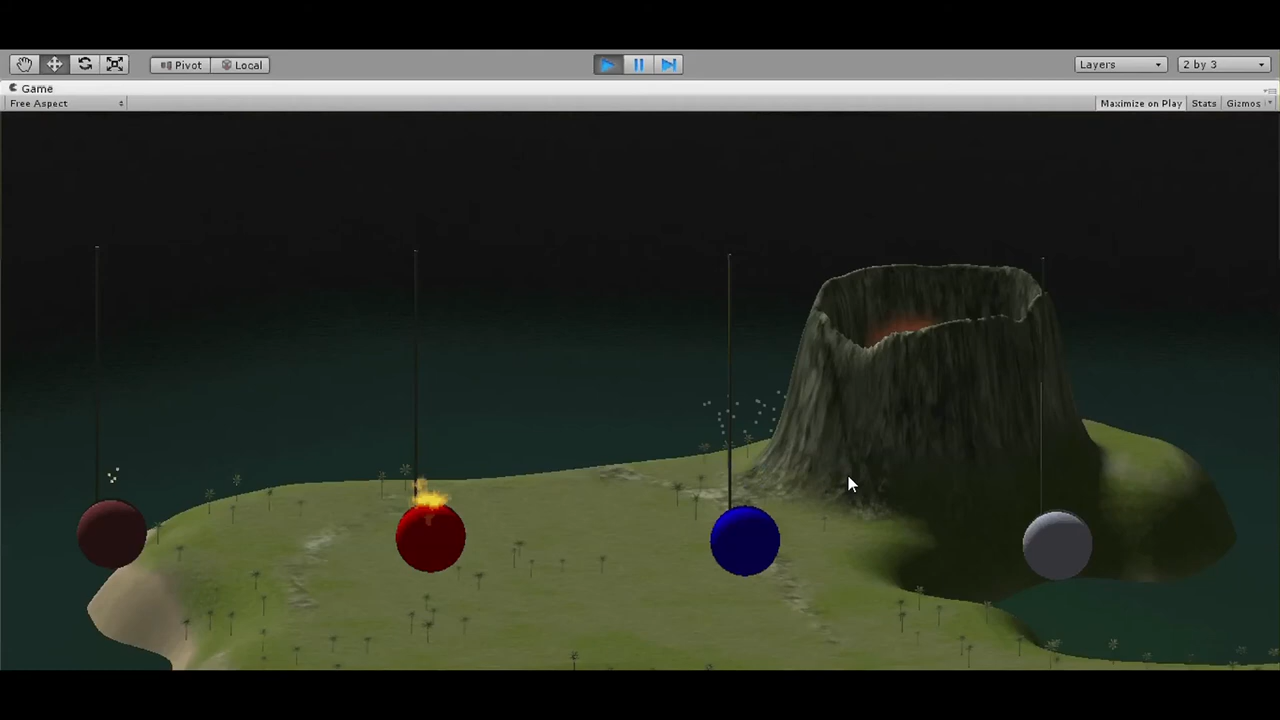 Pivot Local Layers 2 by 3
Game
Free Aspect Maximize on Play Stats Gizmos